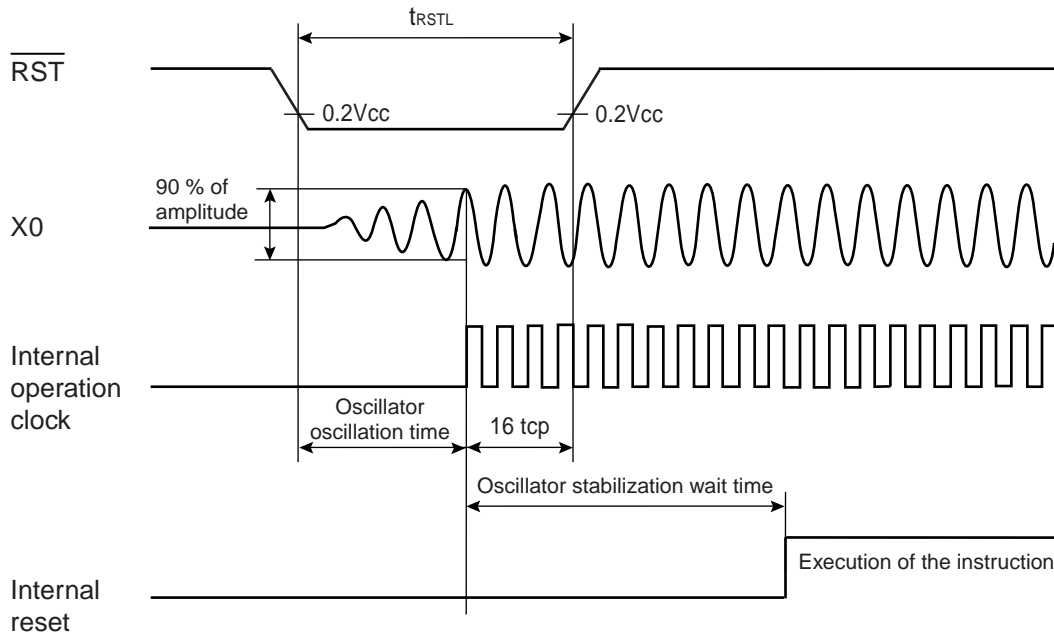 tRSTL
RST
0.2Vcc
0.2Vcc
90 % of
amplitude
X0
Internal
operation
clock
Oscillator
oscillation time
16 tcp
Oscillator stabilization wait time
Execution of the instruction
Internal
reset